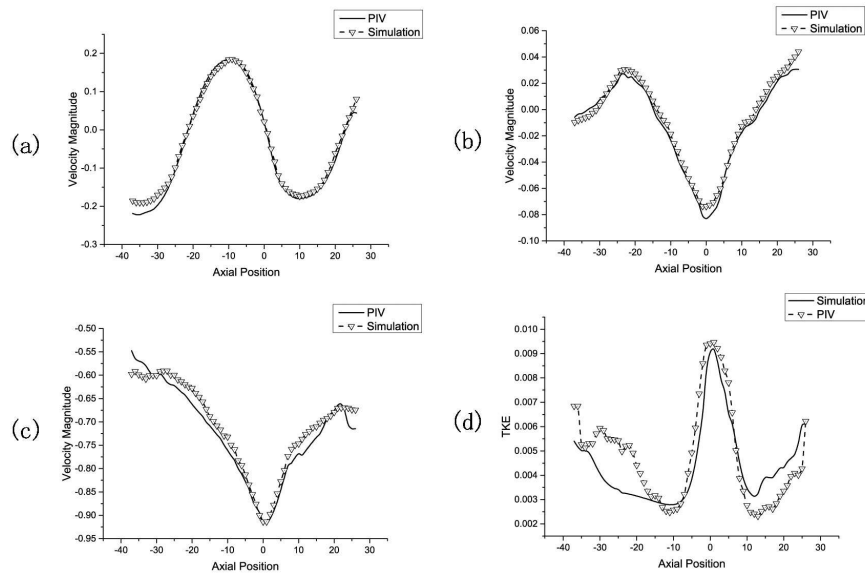 PIV
Simulation
(a)
Velocity Magnitude
0.2
0.1
0.0
-0.1
-0.2
-0.3
-40 -30 -20 -10 0 10 20 30
Axial Position
PIV
Simulation
(b)
Velocity Magnitude
0.06
0.04
0.02
0.00
-0.02
-0.04
-0.06
-0.08
-0.10
-40 -30 -20 -10 0 10 20 30
Axial Position
PIV
Simulation
(c)
Velocity Magnitude
-0.50
-0.55
-0.60
-0.65
-0.70
-0.75
-0.80
-0.85
-0.90
-0.95
-40 -30 -20 -10 0 10 20 30
Axial Position
Simulation
PIV
(d)
TKE
0.010
0.009
0.008
0.007
0.006
0.005
0.004
0.003
0.002
-40 -30 -20 -10 0 10 20 30
Axial Position